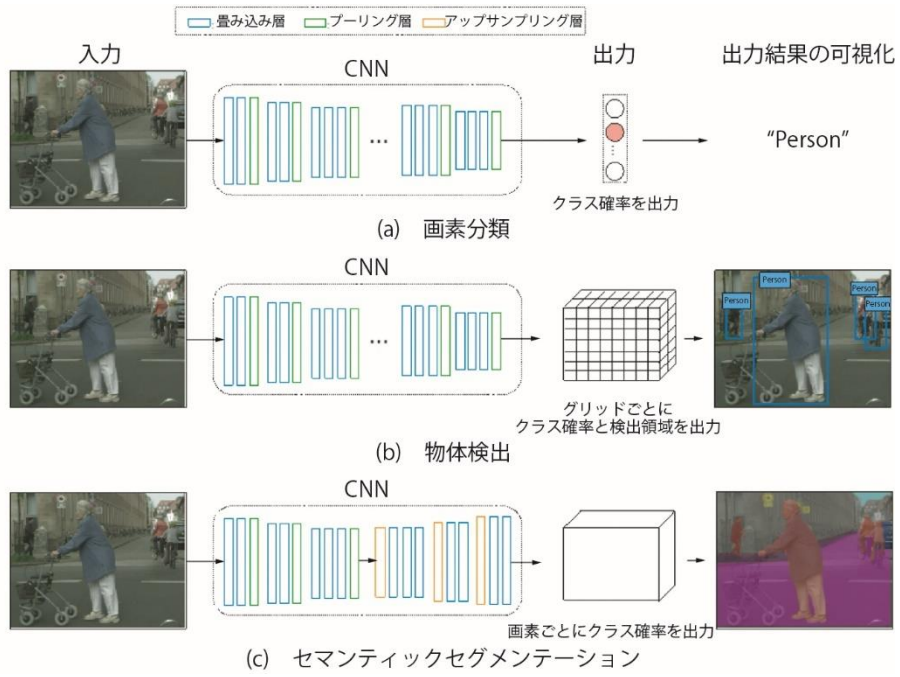 畳み込み層 プーリング層 アップサンプリング層
入力
CNN
出力
出力結果の可視化
…
⋮
"Person"
クラス確率を出力
(a) 画素分類
CNN
…
Person
Person
Person
Person
グリッドごとに
クラス確率と検出領域を出力
(b) 物体検出
CNN
画素ごとにクラス確率を出力
(c) セマンティックセグメンテーション